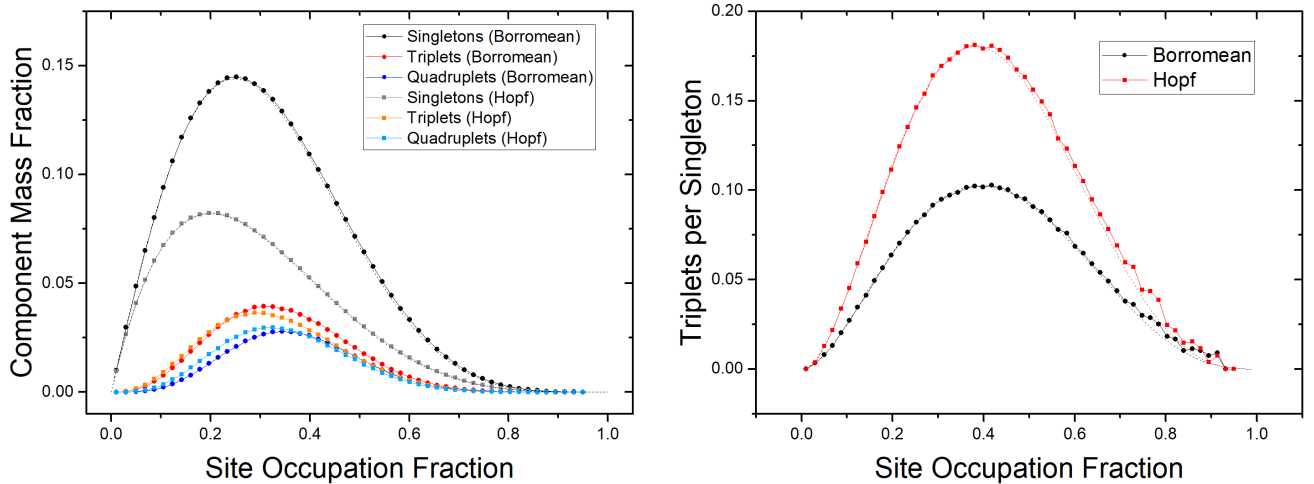 Component Mass Fraction
0.15
0.10
0.05
0.00
Singletons (Borromean)
Triplets (Borromean)
Quadruplets (Borromean)
Singletons (Hopf)
Triplets (Hopf)
Quadruplets (Hopf)
0.0 0.2 0.4 0.6 0.8 1.0
Site Occupation Fraction
Triplets per Singleton
0.20
0.15
0.10
0.05
0.00
Borromean
Hopf
0.0 0.2 0.4 0.6 0.8 1.0
Site Occupation Fraction